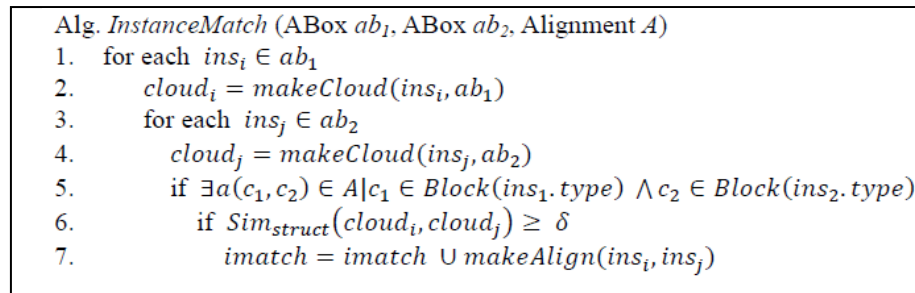 Alg. InstanceMatch (ABox ab₁, ABox ab₂, Alignment A)
1. for each insᵢ ∈ ab₁
2. cloudᵢ = makeCloud(insᵢ, ab₁)
3. for each insⱼ ∈ ab₂
4. cloudⱼ = makeCloud(insⱼ, ab₂)
5. if ∃a(c₁, c₂) ∈ A|c₁ ∈ Block(ins₁.type) ∧ c₂ ∈ Block(ins₂.type)
6. if Sim_struct(cloudᵢ, cloudⱼ) ≥ δ
7. imatch = imatch ∪ makeAlign(insᵢ, insⱼ)